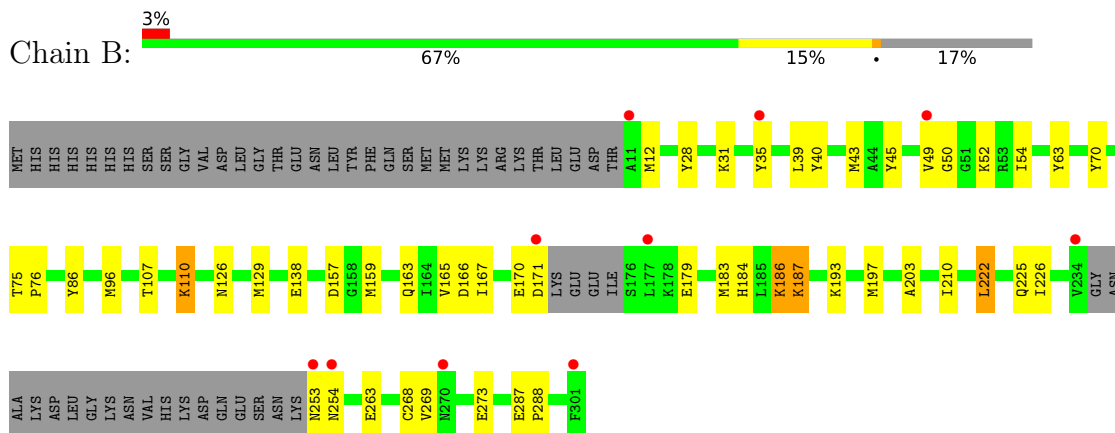 3%
Chain B:
67% 15% • 17%
MET HIS HIS HIS HIS HIS HIS SER SER GLY VAL ASP LEU GLY THR GLU ASN LEU TYR PHE GLN SER MET MET LYS LYS ARG LYS THR LEU GLU ASP THR A11 M12 Y28 K31 Y35 L39 Y40 M43 A44 Y45 V49 G50 G51 K52 R53 I54 Y63 Y70
T75 P76 Y86 M96 T107 K110 N126 M129 E138 D157 G158 M159 Q163 I164 V165 D166 I167 E170 D171 LYS GLU GLU ILE S176 L177 K178 E179 M183 H184 L185 K186 K187 K193 M197 A203 I210 L222 Q225 I226 V234 GLY ASN
ALA LYS ASP LEU GLY LYS ASN VAL HIS LYS ASP GLN GLU SER ASN LYS N253 N254 E263 C268 V269 N270 E273 E287 P288 F301